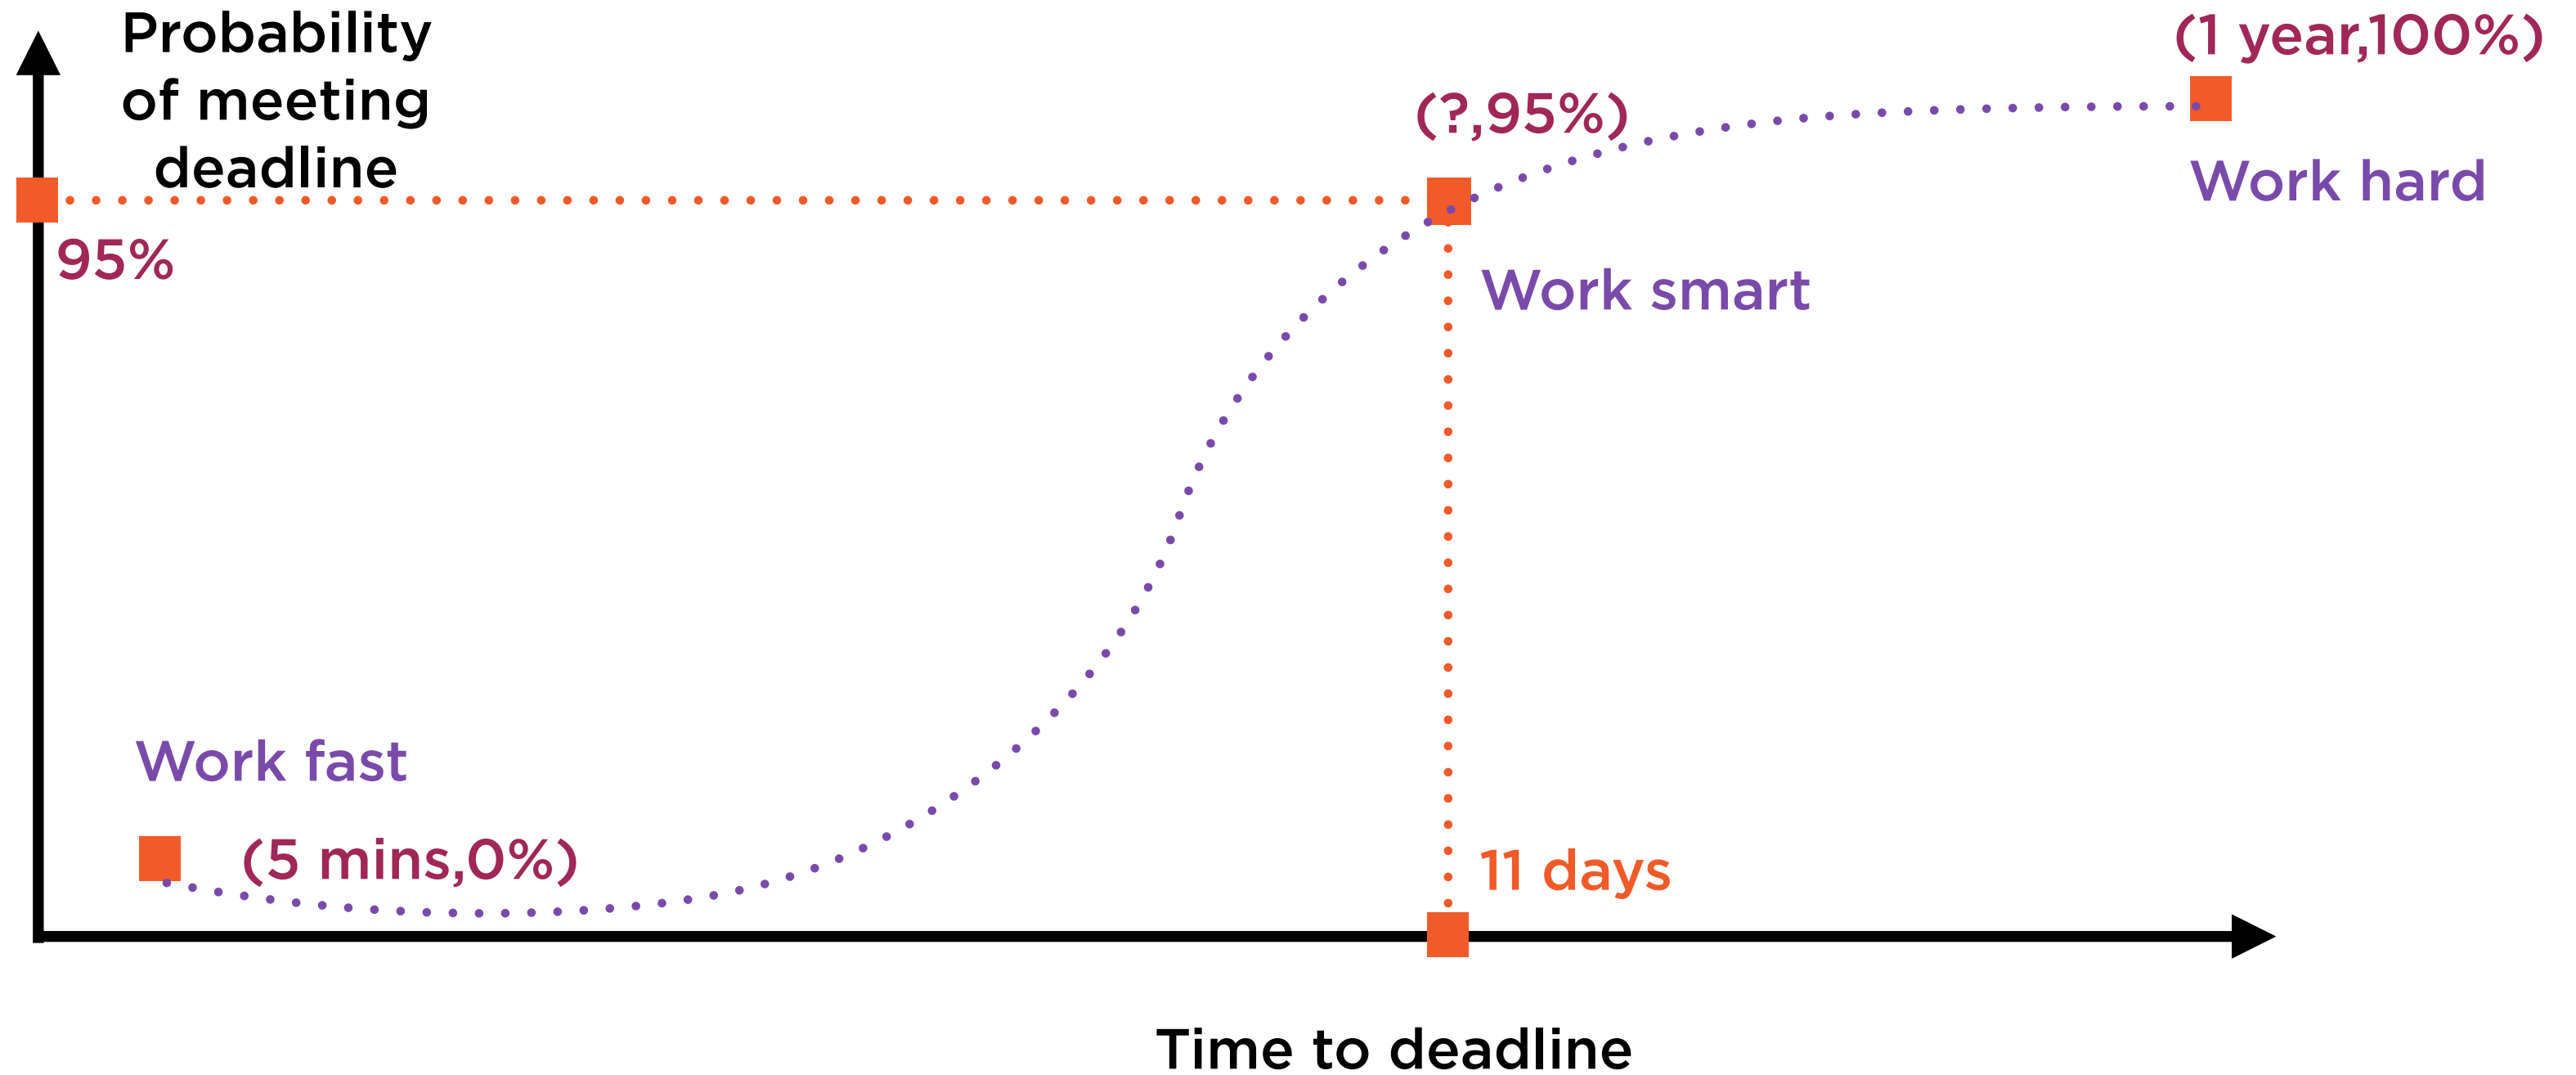 Probability
of meeting
deadline
(1 year,100%)
(?,95%)
Work hard
95%
Work smart
Work fast
(5 mins,0%)
11 days
Time to deadline